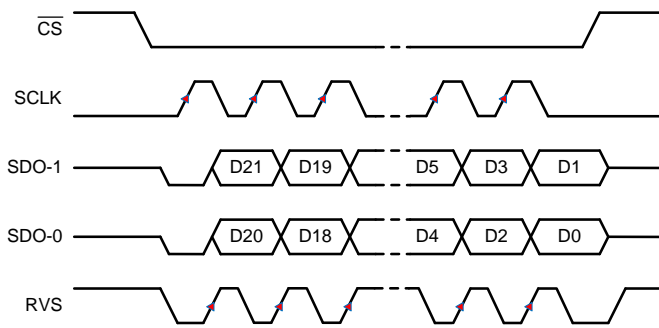 CS
SCLK
SDO-1 D21 D19 D5 D3 D1
SDO-0 D20 D18 D4 D2 D0
RVS